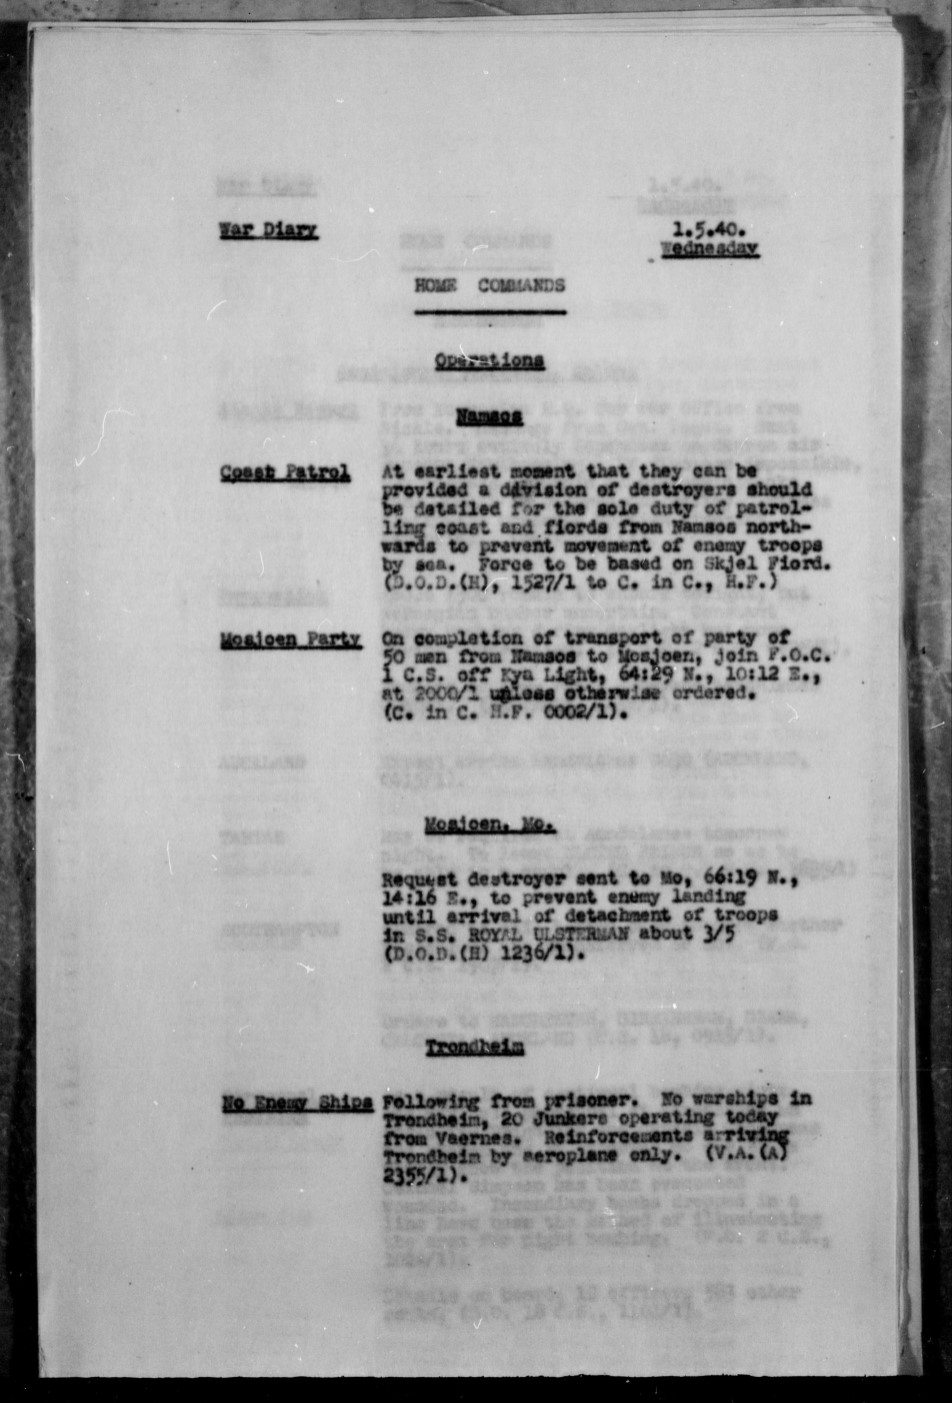 War Diary
1.5.40.
Wednesday
HOME COMMANDS
Operations
Namsos
Coast Patrol
At earliest moment that they can be
provided a division of destroyers should
be detailed for the sole duty of patrol-
ling coast and fiords from Namsos north-
wards to prevent movement of enemy troops
by sea. Force to be based on Skjel Fiord.
(D.O.D.(H), 1527/1 to C. in C., H.F.)
Mosjoen Party
On completion of transport of party of
50 men from Namsos to Mosjoen, join F.O.C.
1 C.S. off Kya Light, 64:29 N., 10:12 E.,
at 2000/1 unless otherwise ordered.
(C. in C. H.F. 0002/1).
Mosjoen, Mo.
Request destroyer sent to Mo, 66:19 N.,
14:16 E., to prevent enemy landing
until arrival of detachment of troops
in S.S. ROYAL ULSTERMAN about 3/5
(D.O.D.(H) 1236/1).
Trondheim
No Enemy Ships
Following from prisoner. No warships in
Trondheim, 20 Junkers operating today
from Vaernes. Reinforcements arriving
Trondheim by aeroplane only. (V.A.(A)
2355/1).